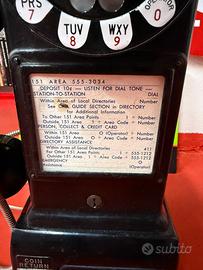 PRS
7
TUV
8
WXY
9
OPERATOR
0
151 AREA 555-3034
DEPOSIT 10¢ — LISTEN FOR DIAL TONE —
STATION-TO-STATION DIAL
Within Area of Local Directories Number
See GUIDE SECTION in DIRECTORY
for Additional Information
To Other 151 Area Points 1 + Number
Outside 151 Area 1 + Area Code + Number
PERSON, COLLECT & CREDIT CARD
Within 151 Area 0 + Number
Outside 151 Area 0 + Area Code + Number
DIRECTORY ASSISTANCE
Within Area of Local Directories 411
For Other 151 Area Points 555-1212
Outside 151 Area 1 + Area Code + 555-1212
EMERGENCY 0
(Operator)
COIN
RETURN
subito